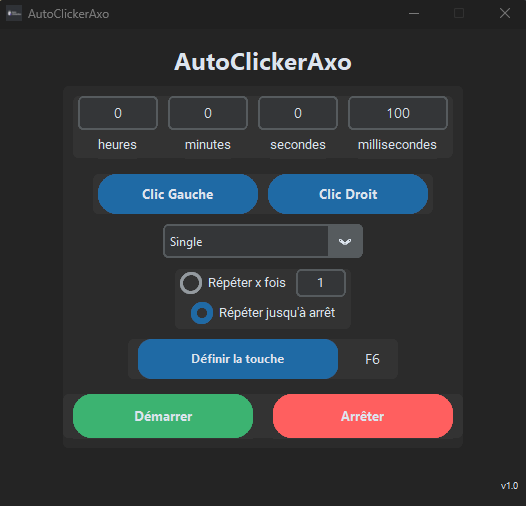 AutoClickerAxo
AutoClickerAxo
0 0 0 100
heures minutes secondes millisecondes
Clic Gauche Clic Droit
Single
Répéter x fois 1
Répéter jusqu'à arrêt
Définir la touche F6
Démarrer Arrêter
v1.0